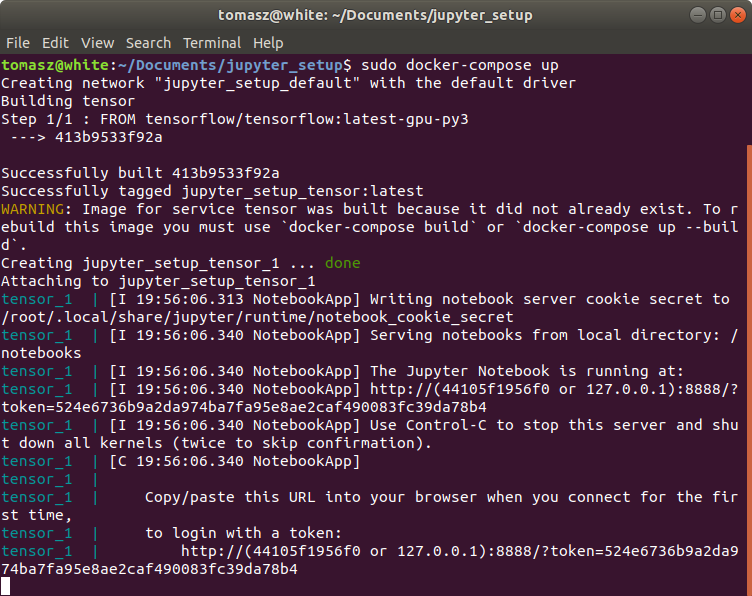 tomasz@white: ~/Documents/jupyter_setup
File Edit View Search Terminal Help
tomasz@white:~/Documents/jupyter_setup$ sudo docker-compose up
Creating network "jupyter_setup_default" with the default driver
Building tensor
Step 1/1 : FROM tensorflow/tensorflow:latest-gpu-py3
 ---> 413b9533f92a

Successfully built 413b9533f92a
Successfully tagged jupyter_setup_tensor:latest
WARNING: Image for service tensor was built because it did not already exist. To r
ebuild this image you must use `docker-compose build` or `docker-compose up --buil
d`.
Creating jupyter_setup_tensor_1 ... done
Attaching to jupyter_setup_tensor_1
tensor_1  | [I 19:56:06.313 NotebookApp] Writing notebook server cookie secret to
/root/.local/share/jupyter/runtime/notebook_cookie_secret
tensor_1  | [I 19:56:06.340 NotebookApp] Serving notebooks from local directory: /
notebooks
tensor_1  | [I 19:56:06.340 NotebookApp] The Jupyter Notebook is running at:
tensor_1  | [I 19:56:06.340 NotebookApp] http://(44105f1956f0 or 127.0.0.1):8888/?
token=524e6736b9a2da974ba7fa95e8ae2caf490083fc39da78b4
tensor_1  | [I 19:56:06.340 NotebookApp] Use Control-C to stop this server and shu
t down all kernels (twice to skip confirmation).
tensor_1  | [C 19:56:06.340 NotebookApp]
tensor_1  |
tensor_1  |     Copy/paste this URL into your browser when you connect for the fir
st time,
tensor_1  |     to login with a token:
tensor_1  |         http://(44105f1956f0 or 127.0.0.1):8888/?token=524e6736b9a2da9
74ba7fa95e8ae2caf490083fc39da78b4